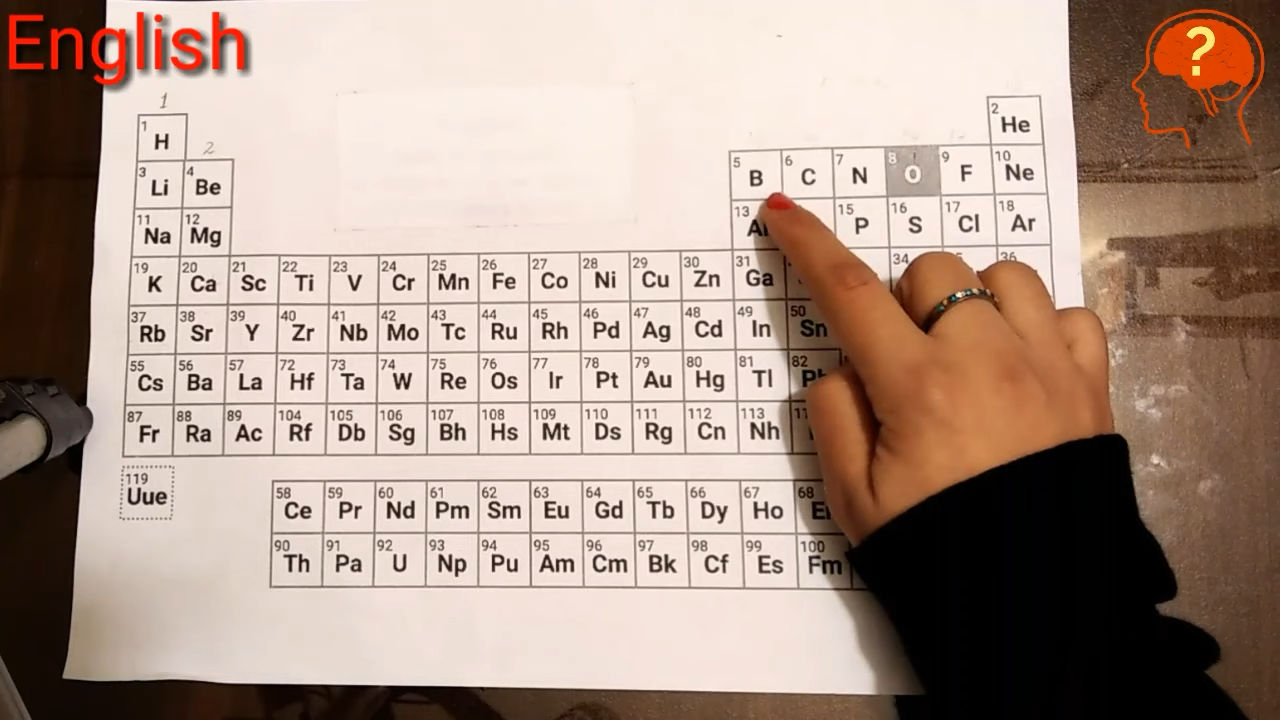 English
?
1
2
1 H
2 He
3 Li 4 Be 5 B 6 C 7 N 8 O 9 F 10 Ne
11 Na 12 Mg 13 Al 15 P 16 S 17 Cl 18 Ar
19 K 20 Ca 21 Sc 22 Ti 23 V 24 Cr 25 Mn 26 Fe 27 Co 28 Ni 29 Cu 30 Zn 31 Ga 34 36
37 Rb 38 Sr 39 Y 40 Zr 41 Nb 42 Mo 43 Tc 44 Ru 45 Rh 46 Pd 47 Ag 48 Cd 49 In 50 Sn
55 Cs 56 Ba 57 La 72 Hf 73 Ta 74 W 75 Re 76 Os 77 Ir 78 Pt 79 Au 80 Hg 81 Tl 82 Pb
87 Fr 88 Ra 89 Ac 104 Rf 105 Db 106 Sg 107 Bh 108 Hs 109 Mt 110 Ds 111 Rg 112 Cn 113 Nh
119 Uue
58 Ce 59 Pr 60 Nd 61 Pm 62 Sm 63 Eu 64 Gd 65 Tb 66 Dy 67 Ho 68 Er
90 Th 91 Pa 92 U 93 Np 94 Pu 95 Am 96 Cm 97 Bk 98 Cf 99 Es 100 Fm